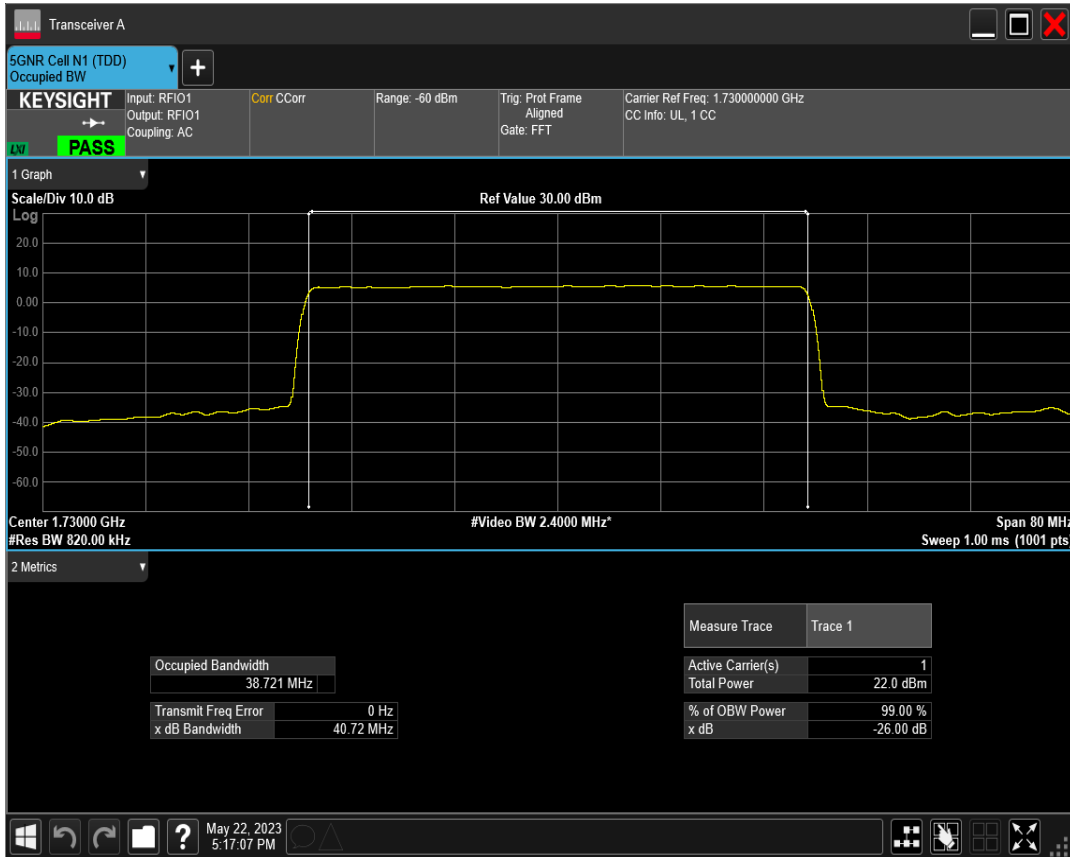 Transceiver A
5GNR Cell N1 (TDD)
Occupied BW
+
KEYSIGHT
LXI
PASS
Input: RFIO1
Output: RFIO1
Coupling: AC
Corr CCorr
Range: -60 dBm
Trig: Prot Frame
Aligned
Gate: FFT
Carrier Ref Freq: 1.730000000 GHz
CC Info: UL, 1 CC
1 Graph
Scale/Div 10.0 dB
Ref Value 30.00 dBm
Log
20.0
10.0
0.00
-10.0
-20.0
-30.0
-40.0
-50.0
-60.0
Center 1.73000 GHz
#Video BW 2.4000 MHz*
Span 80 MHz
#Res BW 820.00 kHz
Sweep 1.00 ms (1001 pts)
2 Metrics
Measure Trace Trace 1
Occupied Bandwidth
38.721 MHz
Active Carrier(s) 1
Total Power 22.0 dBm
Transmit Freq Error 0 Hz
x dB Bandwidth 40.72 MHz
% of OBW Power 99.00 %
x dB -26.00 dB
?
May 22, 2023
5:17:07 PM